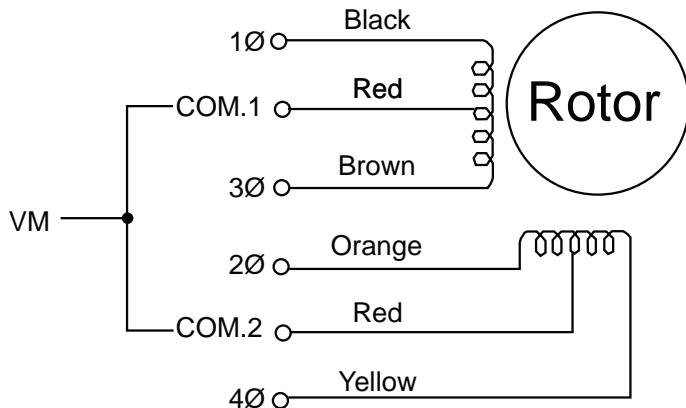 1Ø Black
COM.1 Red
Rotor
3Ø Brown
VM
2Ø Orange
COM.2 Red
4Ø Yellow